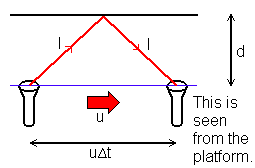 l
l
d
u
uΔt
This is
seen
from the
platform.